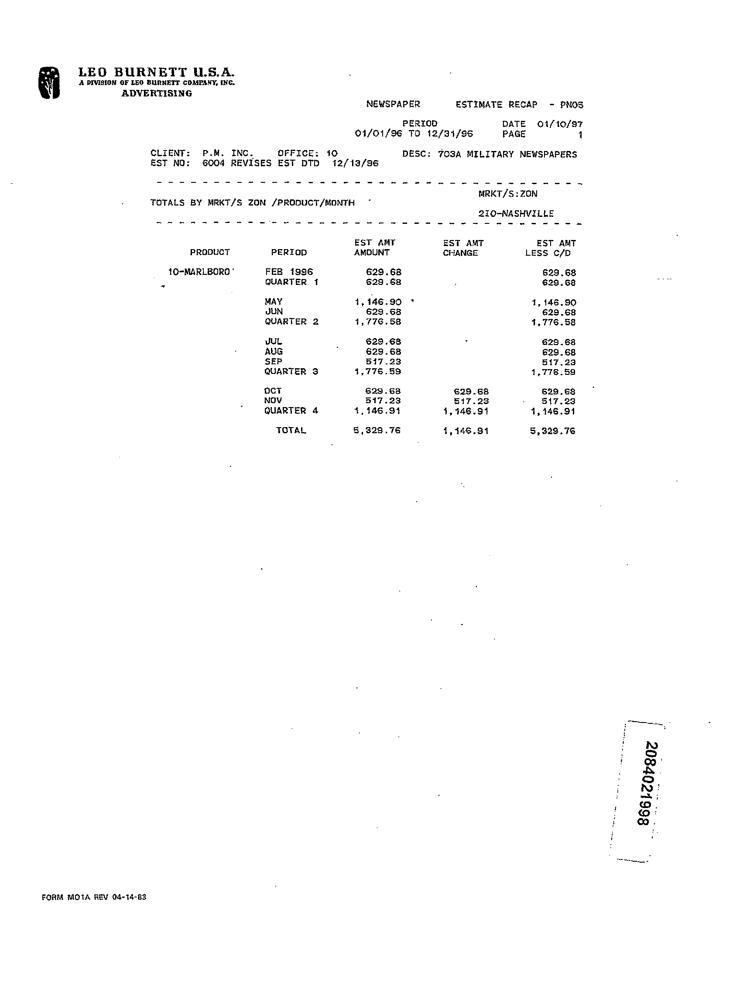 LEO BURNETT U.S.A.
A DIVISION OF LEO BURNETT COMPANY, INC.
ADVERTISING
NEWSPAPER ESTIMATE RECAP - PN05
PERIOD DATE 01/10/97
01/01/96 TO 12/31/96 PAGE 1
CLIENT: P.M. INC. OFFICE: 10 DESC: 703A MILITARY NEWSPAPERS
EST NO: 6004 REVISES EST DTD 12/13/96
MRKT/S:ZON
TOTALS BY MRKT/S ZON /PRODUCT/MONTH
210-NASHVILLE
EST AMT EST AMT EST AMT
PRODUCT PERIOD AMOUNT CHANGE LESS C/D
10-MARLBORO FEB 1996 629.68 629.68
QUARTER 1 629.68 629.68
MAY 1,146.90 1,146.90
JUN 629.68 629.68
QUARTER 2 1,776.58 1,776.58
JUL 629.68 629.68
AUG 629.68 629.68
SEP 517.23 517.23
QUARTER 3 1,776.59 1,776.59
OCT 629.68 629.68 629.68
NOV 517.23 517.23 517.23
QUARTER 4 1,146.91 1,146.91 1,146.91
TOTAL 5,329.76 1,146.91 5,329.76
2084021998
FORM MO1A REV 04-14-83